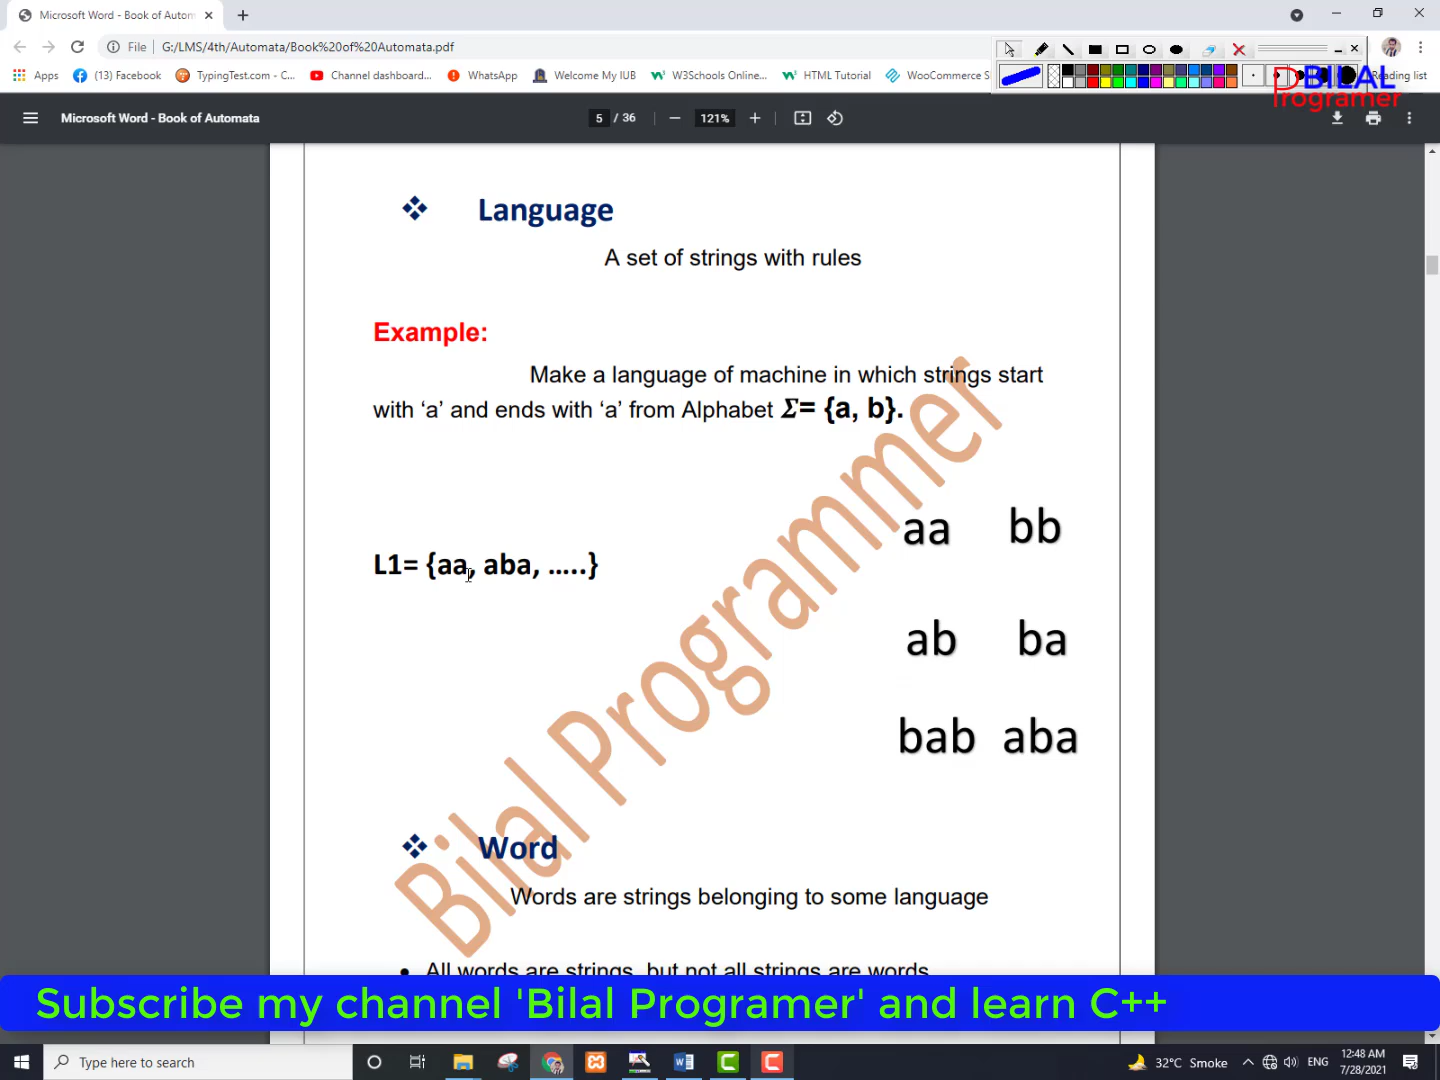 Microsoft Word - Book of Autom
File | G:/LMS/4th/Automata/Book%20of%20Automata.pdf
Apps (13) Facebook TypingTest.com - C... Channel dashboard... WhatsApp Welcome My IUB W3Schools Online... HTML Tutorial WooCommerce S Reading list
BILAL
Programer
Microsoft Word - Book of Automata 5 / 36 121%
❖ Language
A set of strings with rules
Example:
Make a language of machine in which strings start
with ‘a’ and ends with ‘a’ from Alphabet Σ= {a, b}.
aa bb
L1= {aa, aba, …..}
ab ba
bab aba
Bilal Programmer
❖ Word
Words are strings belonging to some language
• All words are strings, but not all strings are words
Subscribe my channel 'Bilal Programer' and learn C++
Type here to search 32°C Smoke ENG 12:48 AM
7/28/2021